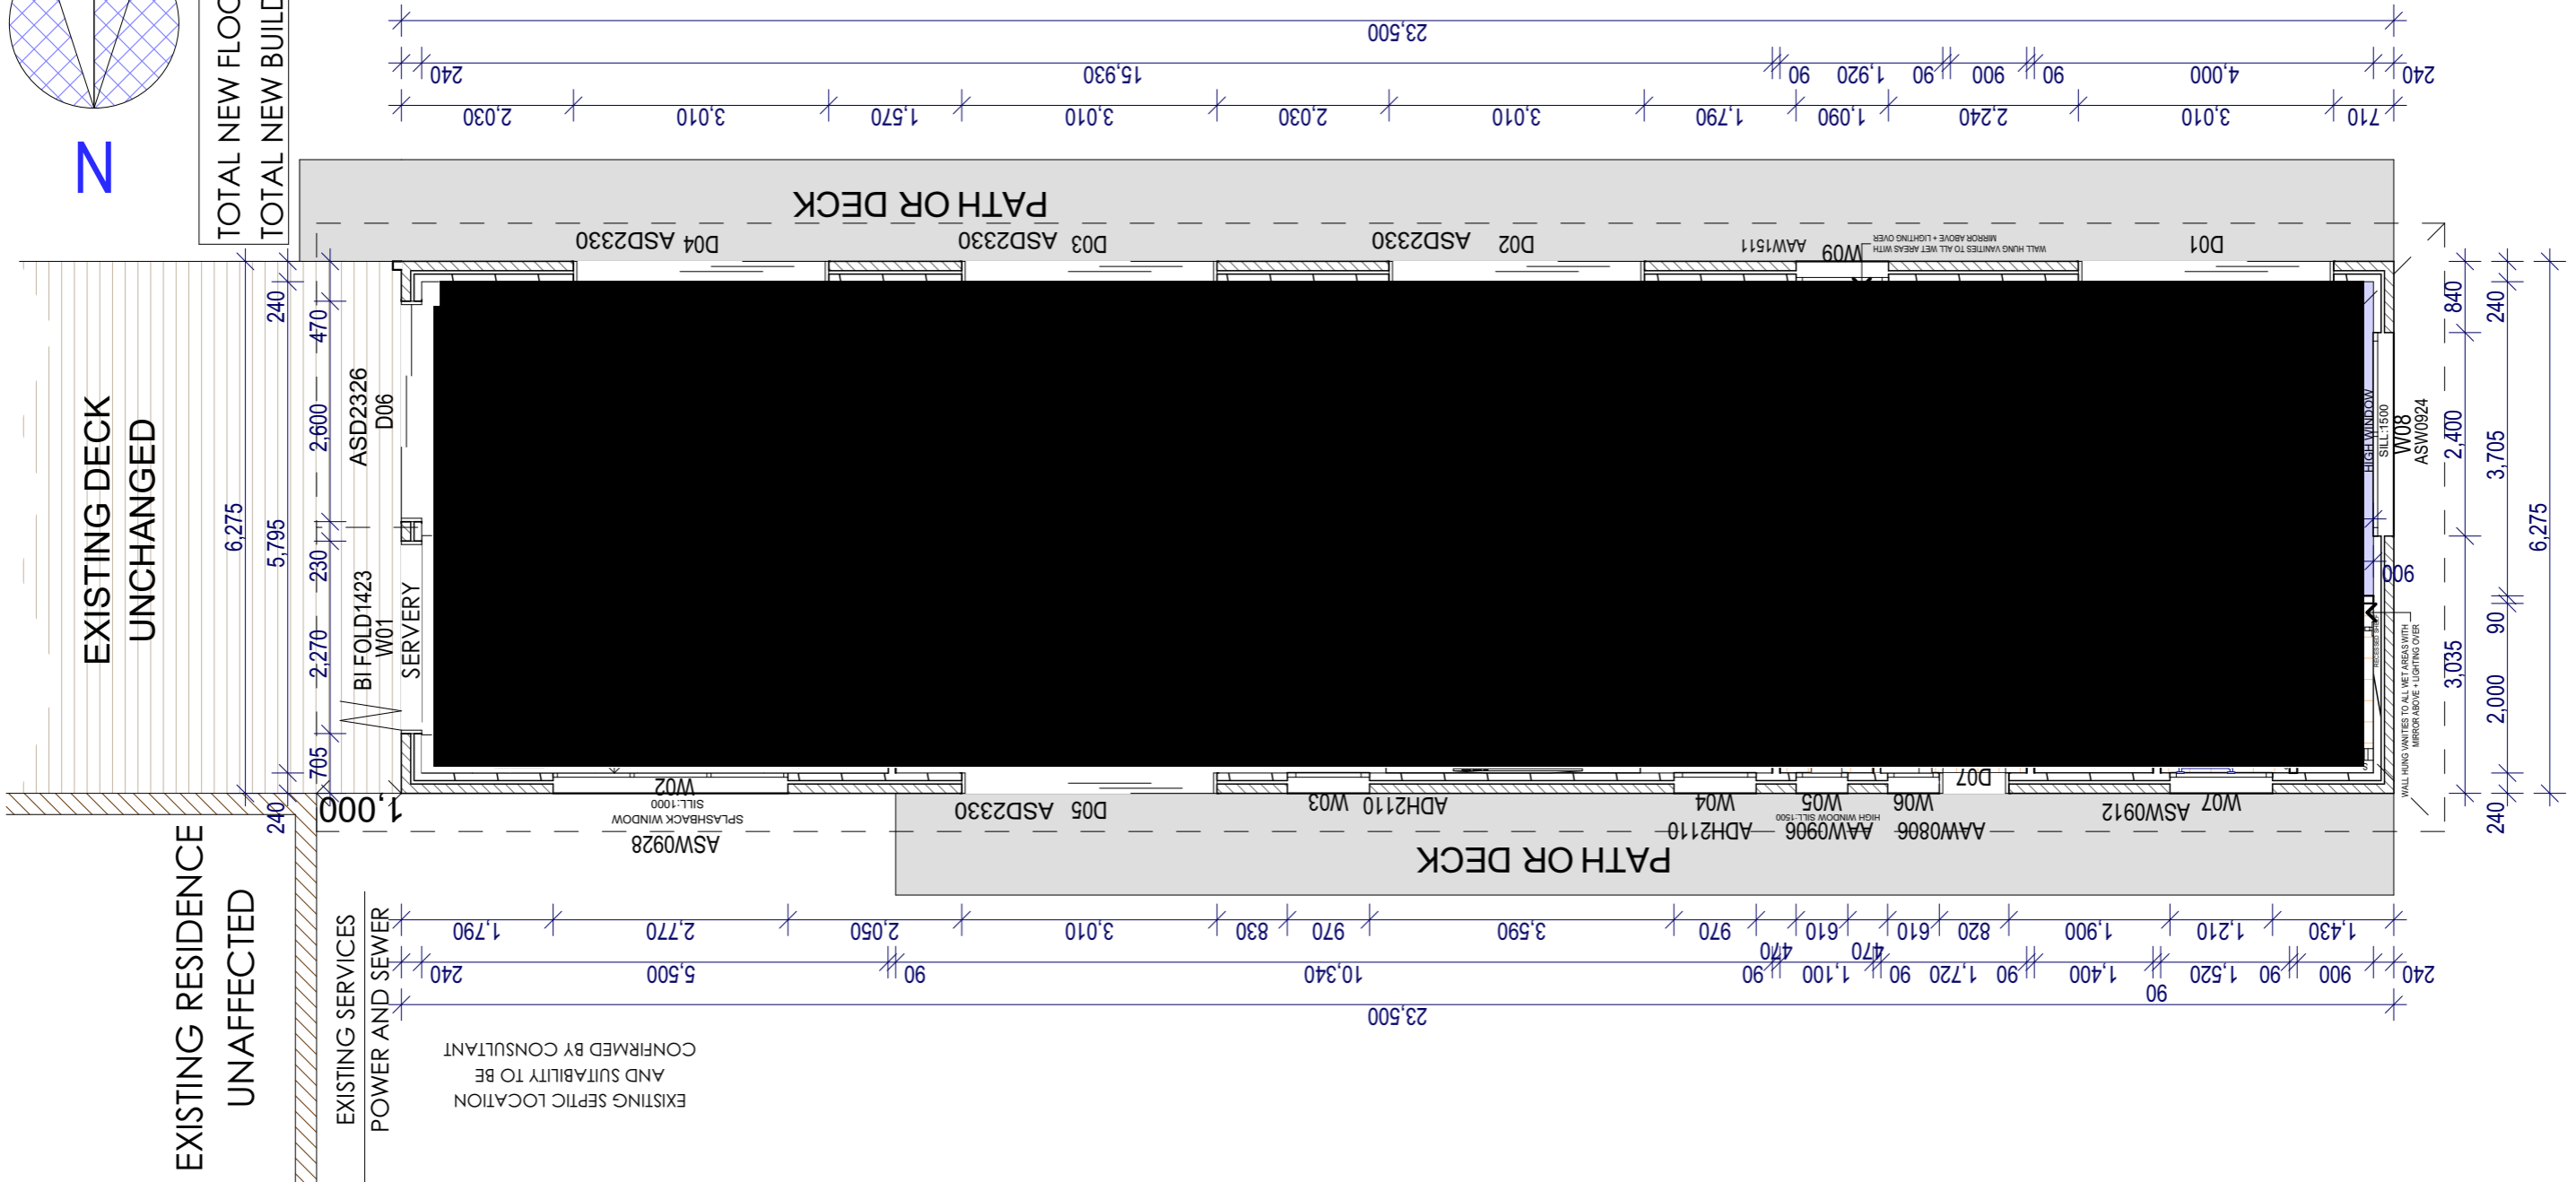 N
TOTAL NEW FLOO
TOTAL NEW BUILD
23,500
240
15,930
90
1,920
90
900
90
4,000
240
2,030
3,010
1,570
3,010
2,030
3,010
1,790
1,090
2,240
3,010
710
PATH OR DECK
ASD2330
D04
ASD2330
D03
ASD2330
D02
AAW1511
W09
WALL HUNG VANITIES TO ALL WET AREAS WITH
MIRROR ABOVE + LIGHTING OVER
D01
EXISTING DECK
UNCHANGED
6,275
240
5,795
240
470
2,600
230
2,270
705
1,000
ASD2326
D06
BI FOLD1423
W01
SERVERY
HIGH WINDOW
SILL:1500
W08
ASW0924
900
WALL HUNG VANITIES TO ALL WET AREAS WITH
MIRROR ABOVE + LIGHTING OVER
840
2,400
3,035
240
3,705
90
2,000
240
6,275
W02
SILL:1000
SPLASHBACK WINDOW
ASW0928
ASD2330
D05
W03
ADH2110
W04
ADH2110
W05
HIGH WINDOW SILL:1500
AAW0906
W06
AAW0806
D07
ASW0912
W07
PATH OR DECK
EXISTING RESIDENCE
UNAFFECTED
EXISTING SERVICES
POWER AND SEWER
1,790
2,770
2,050
3,010
830
970
3,590
970
470
610
470
610
820
1,900
1,210
1,430
240
5,500
90
10,340
90
1,100
90
1,720
90
1,400
90
1,520
90
900
240
23,500
EXISTING SEPTIC LOCATION
AND SUITABILITY TO BE
CONFIRMED BY CONSULTANT